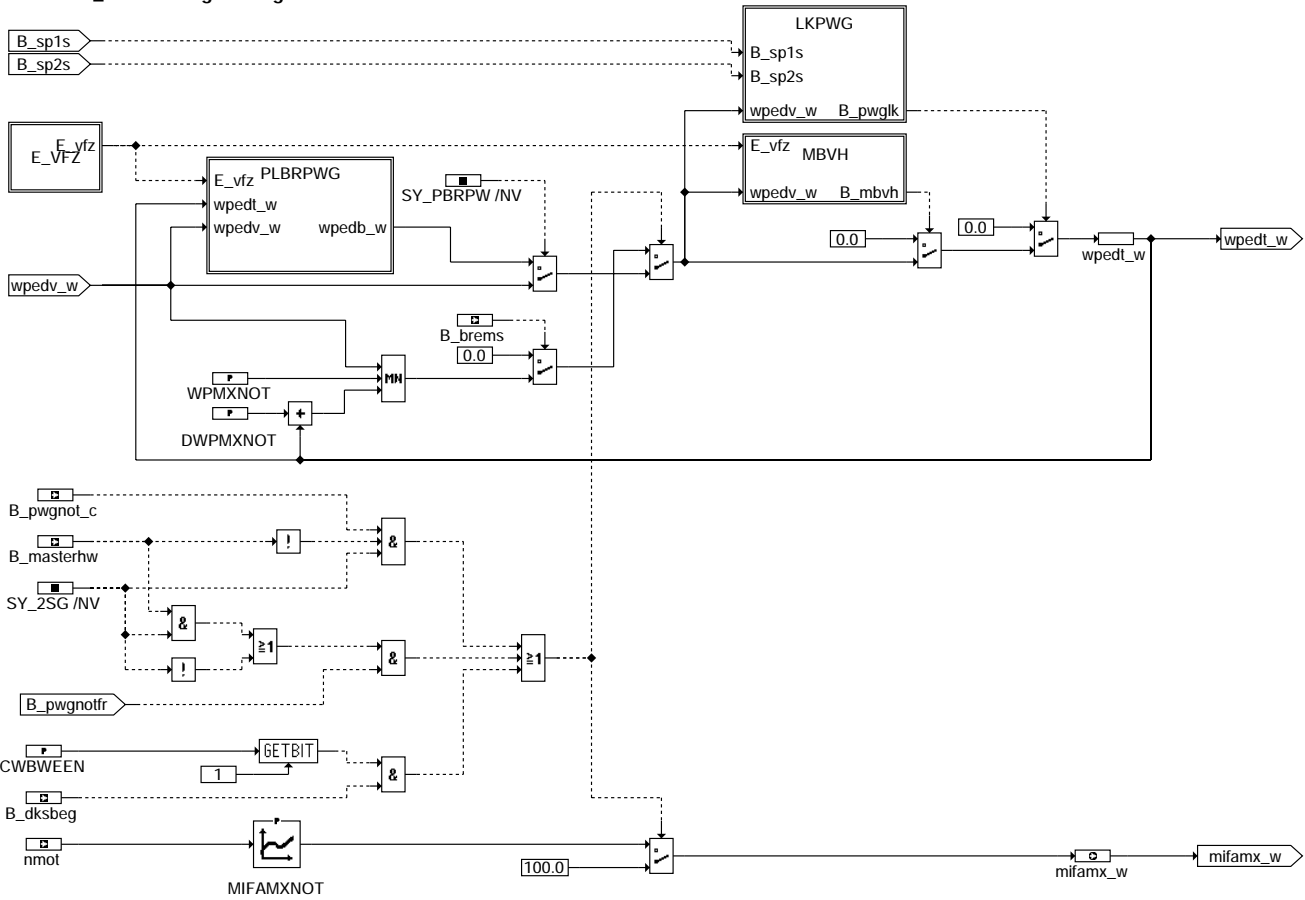 B_sp1s
B_sp2s
LKPWG
B_sp1s
B_sp2s
wpedv_w B_pwglk
E_vfz
E_VFZ
PLBRPWG
E_vfz
wpedt_w
wpedv_w wpedb_w
SY_PBRPW /NV
E_vfz
MBVH
wpedv_w B_mbvh
0.0
0.0
wpedt_w
wpedt_w
wpedv_w
B_brems
0.0
WPMXNOT
MN
DWPMXNOT
+
B_pwgnot_c
B_masterhw
!
&
SY_2SG /NV
&
≧1
!
&
≧1
B_pwgnotfr
CWBWEEN
GETBIT
1
&
B_dksbeg
nmot
P
MIFAMXNOT
100.0
mifamx_w
mifamx_w